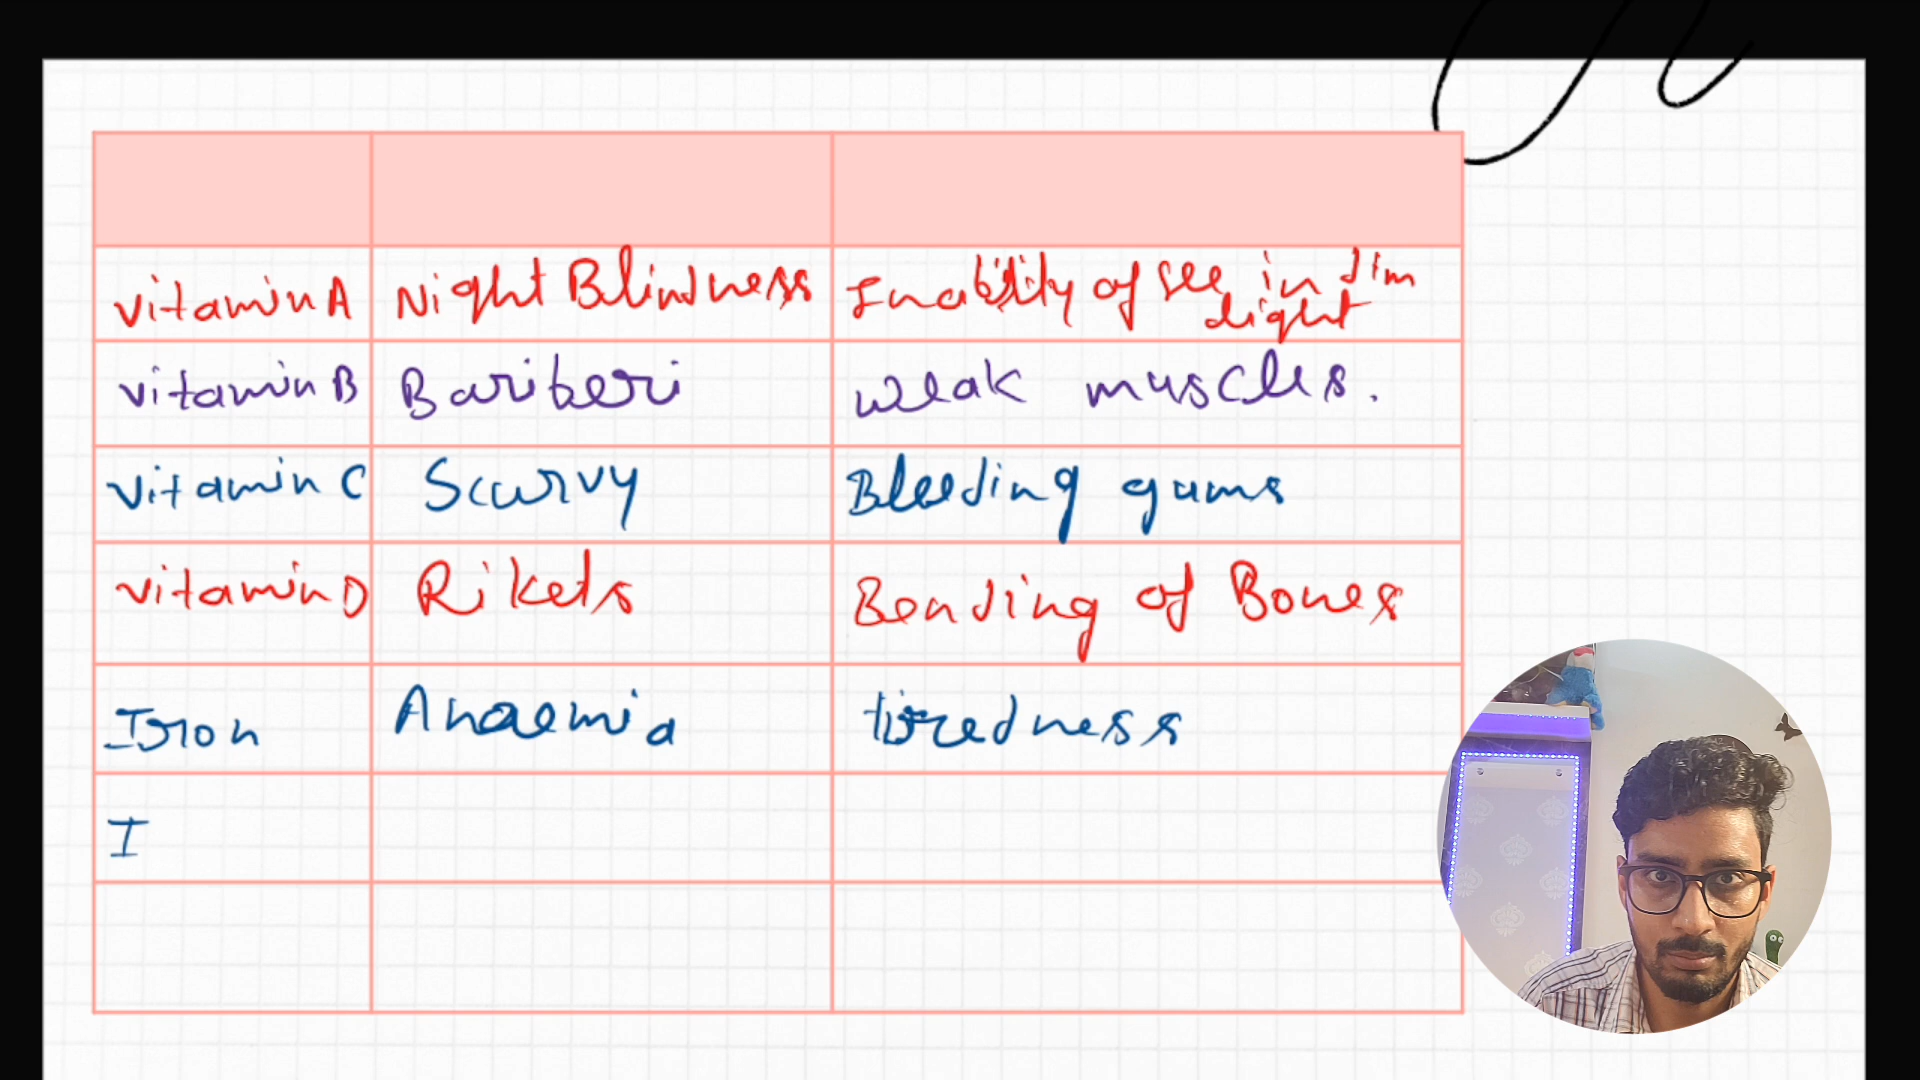 Vitamin A Night Blindness Inability of see in dim
light
Vitamin B Bariberi weak muscles.
Vitamin C Scurvy Bleeding gums
Vitamin D Rikets Bending of Bones
Iron Anaemia tiredness
I